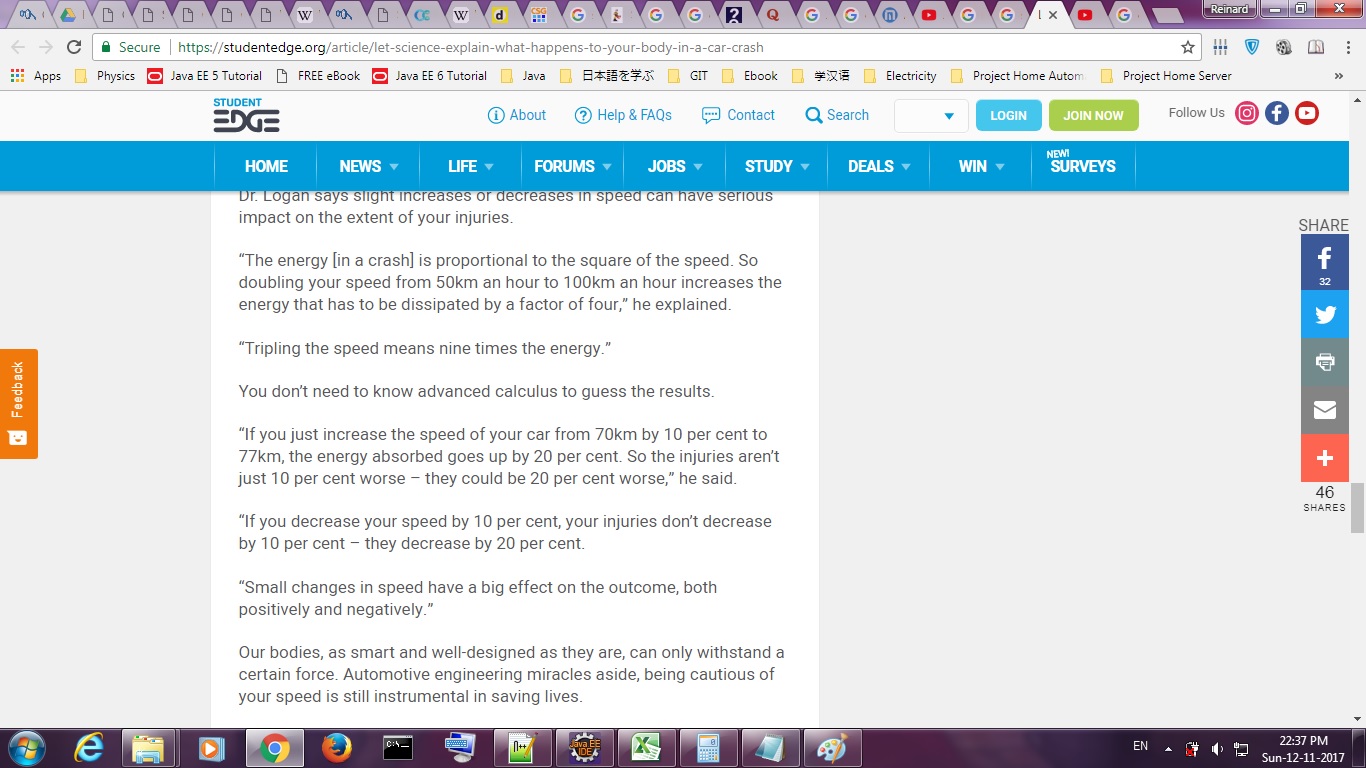 Reinard
Secure
https://studentedge.org/article/let-science-explain-what-happens-to-your-body-in-a-car-crash
Apps Physics Java EE 5 Tutorial FREE eBook Java EE 6 Tutorial Java 日本語を学ぶ GIT Ebook 学汉语 Electricity Project Home Autom Project Home Server »
STUDENT
EDGE
About Help & FAQs Contact Search LOGIN JOIN NOW Follow Us
HOME NEWS LIFE FORUMS JOBS STUDY DEALS WIN NEW! SURVEYS
Dr. Logan says slight increases or decreases in speed can have serious
impact on the extent of your injuries.
“The energy [in a crash] is proportional to the square of the speed. So
doubling your speed from 50km an hour to 100km an hour increases the
energy that has to be dissipated by a factor of four,” he explained.
“Tripling the speed means nine times the energy.”
You don’t need to know advanced calculus to guess the results.
“If you just increase the speed of your car from 70km by 10 per cent to
77km, the energy absorbed goes up by 20 per cent. So the injuries aren’t
just 10 per cent worse – they could be 20 per cent worse,” he said.
“If you decrease your speed by 10 per cent, your injuries don’t decrease
by 10 per cent – they decrease by 20 per cent.
“Small changes in speed have a big effect on the outcome, both
positively and negatively.”
Our bodies, as smart and well-designed as they are, can only withstand a
certain force. Automotive engineering miracles aside, being cautious of
your speed is still instrumental in saving lives.
Feedback
SHARE
32
46
SHARES
Java EE
IDE
EN
22:37 PM
Sun-12-11-2017